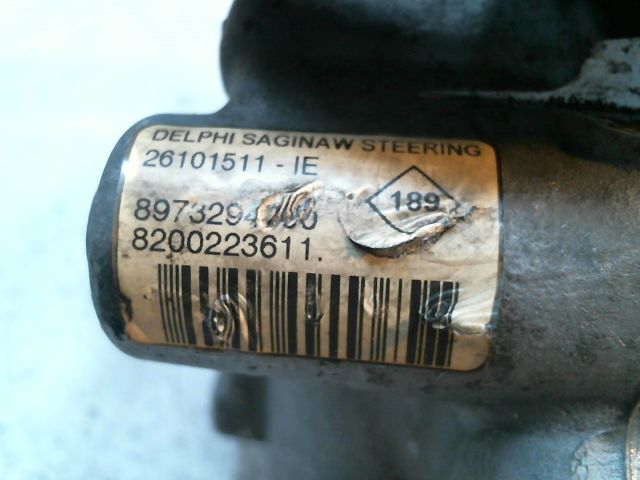 DELPHI SAGINAW STEERING
26101511 - IE
189
8200223611.